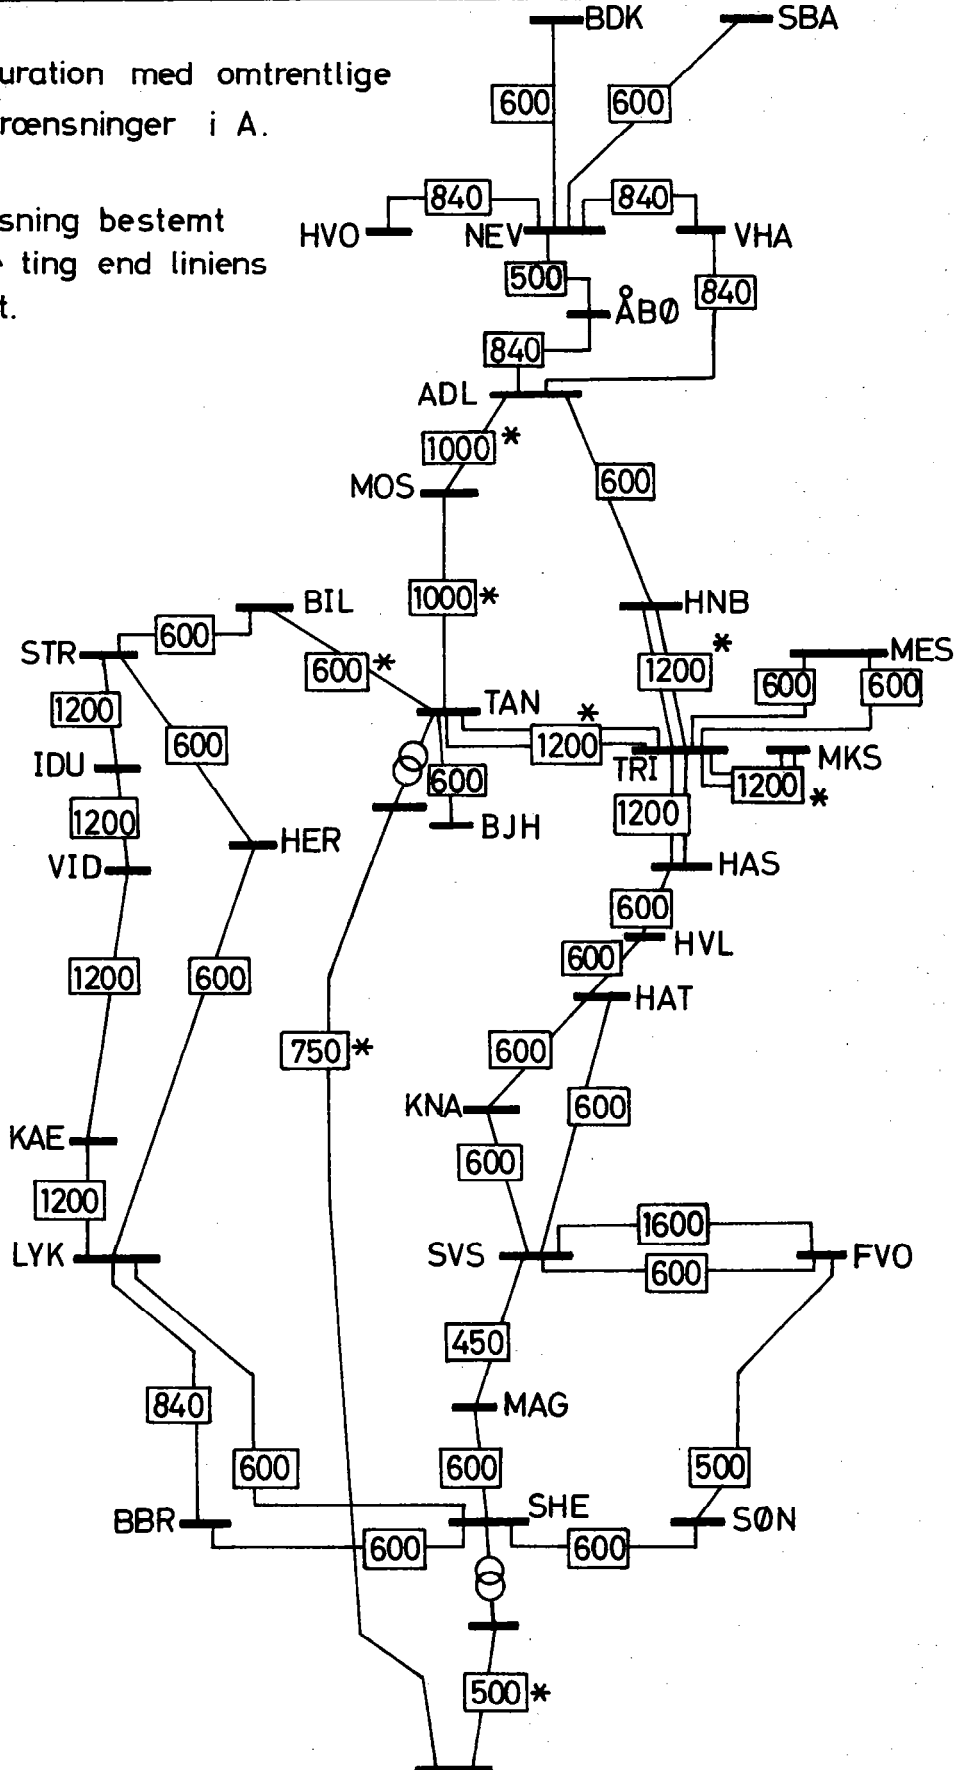 BDK
SBA
uration med omtrentlige
600
600
rænsninger i A.
840
840
sning bestemt
HVO
NEV
VHA
ting end liniens
500
840
t.
ÅBØ
840
ADL
1000 *
MOS
600
1000 *
HNB
BIL
600
STR
1200 *
MES
600 *
600
600
1200
TAN
600
1200 *
IDU
TRI
MKS
600
1200 *
1200
1200
BJH
HER
VID
HAS
600
HVL
600
1200
600
HAT
750 *
600
KNA
600
KAE
600
1200
1600
LYK
SVS
FVO
600
450
840
MAG
600
600
500
BBR
SHE
SØN
600
600
500 *